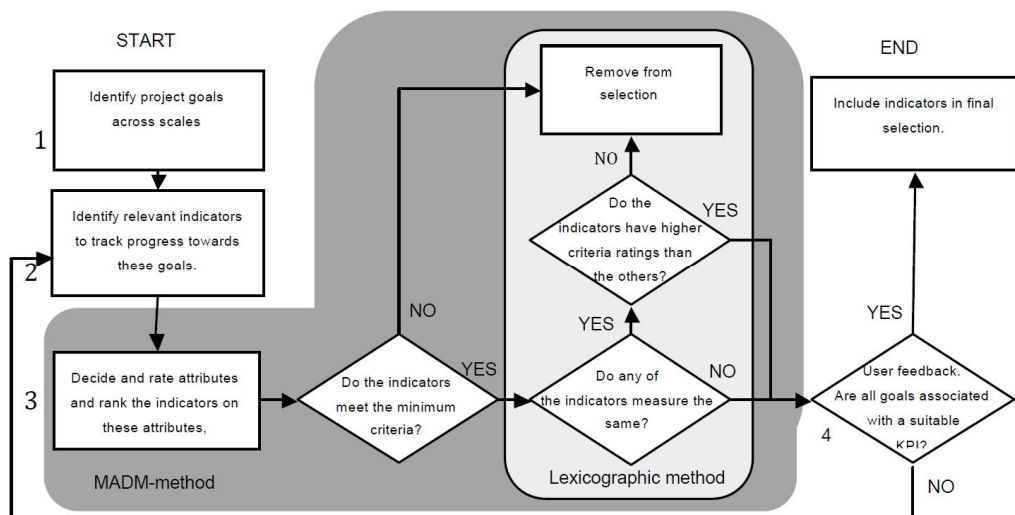 START
END
1
Identify project goals
across scales
Remove from
selection
Include indicators in final
selection.
NO
2
Identify relevant indicators
to track progress towards
these goals.
Do the
indicators have higher
criteria ratings than
the others?
YES
NO
YES
YES
3
Decide and rate attributes
and rank the indicators on
these attributes,
Do the indicators
meet the minimum
criteria?
YES
Do any of
the indicators measure the
same?
NO
User feedback.
Are all goals associated
with a suitable
KPI?
4
MADM-method
Lexicographic method
NO